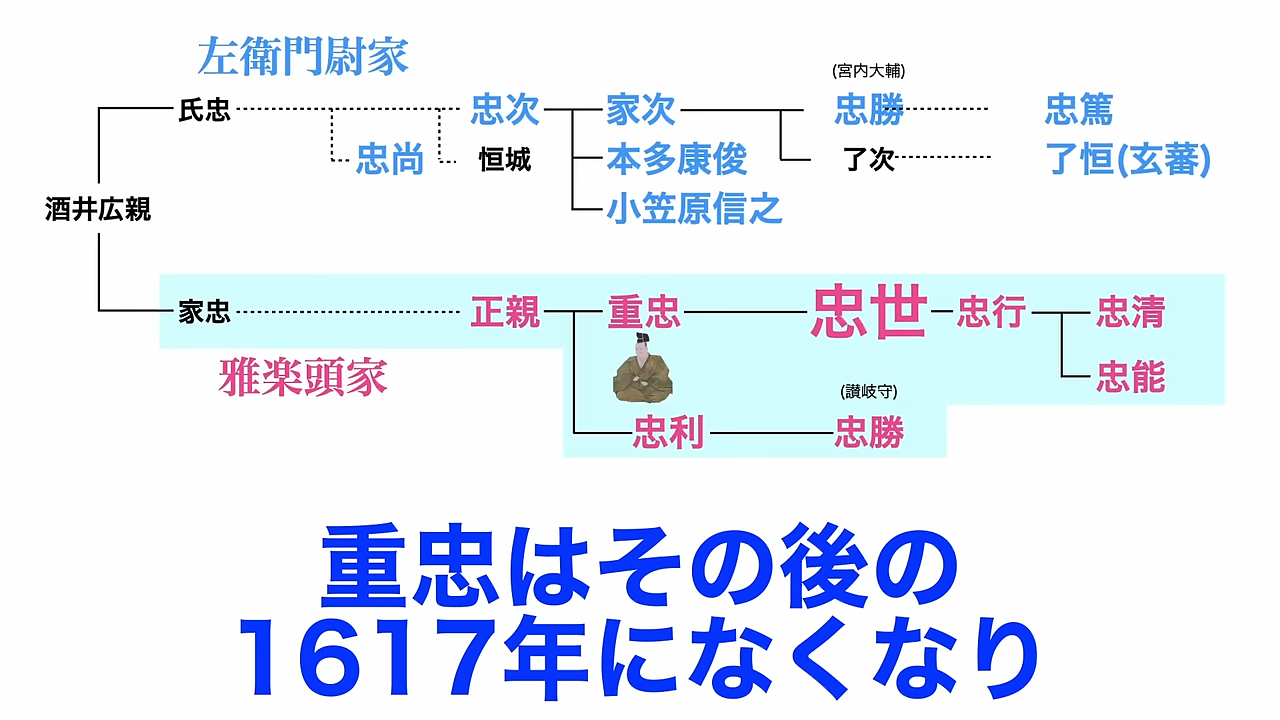 左衛門尉家
(宮内大輔)
氏忠 忠次 家次 忠勝 忠篤
忠尚 恒城 本多康俊 了次 了恒(玄蕃)
小笠原信之
酒井広親
家忠 正親 重忠 忠世 忠行 忠清
雅楽頭家 忠能
(讃岐守)
忠利 忠勝
重忠はその後の
1617年になくなり